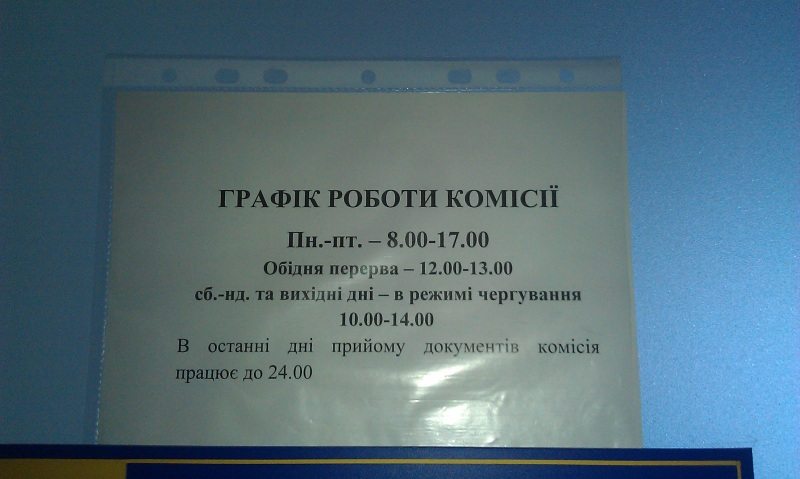 ГРАФІК РОБОТИ КОМІСІЇ
Пн.-пт. – 8.00-17.00
Обідня перерва – 12.00-13.00
сб.-нд. та вихідні дні – в режимі чергування
10.00-14.00
В останні дні прийому документів комісія
працює до 24.00